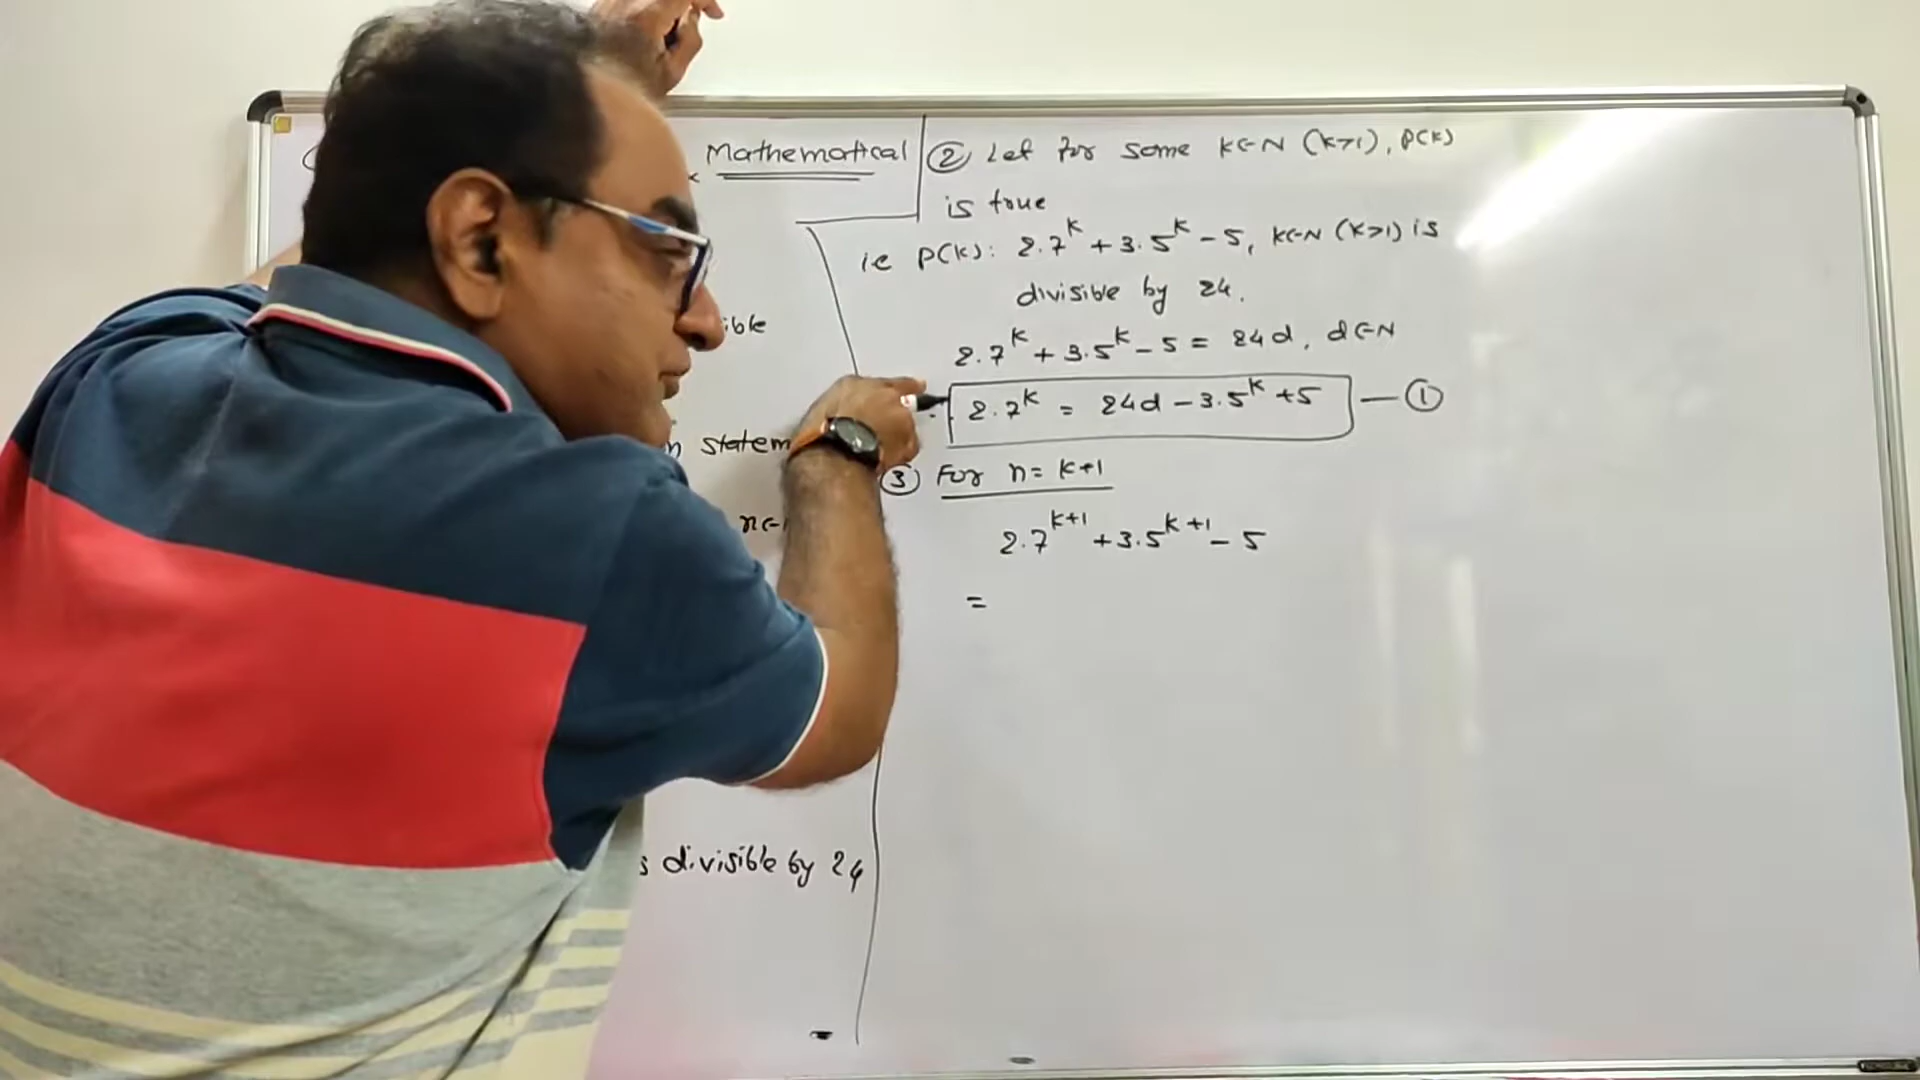 Mathematical
ible
statem
s divisible by 24
② Let for some k∈N (k>1), P(k)
is true
ie P(k): 2.7^k + 3.5^k - 5, k∈N (k>1) is
divisible by 24.
2.7^k + 3.5^k - 5 = 24d, d∈N
2.7^k = 24d - 3.5^k + 5 — ①
③ For n = k+1
2.7^{k+1} + 3.5^{k+1} - 5
=